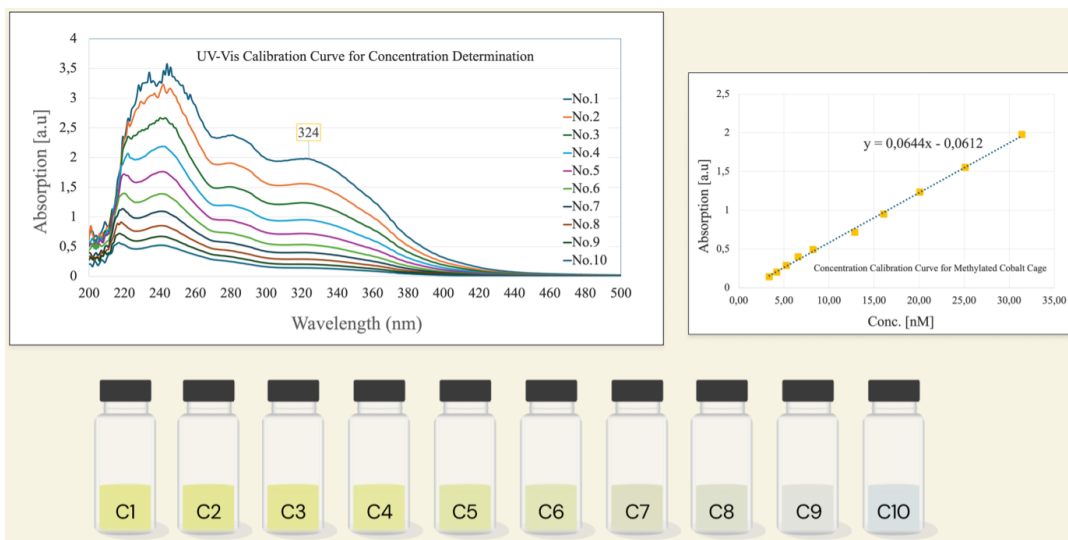 UV-Vis Calibration Curve for Concentration Determination
Absorption [a.u]
4
3,5
3
2,5
2
1,5
1
0,5
0
324
No.1
No.2
No.3
No.4
No.5
No.6
No.7
No.8
No.9
No.10
200 220 240 260 280 300 320 340 360 380 400 420 440 460 480 500
Wavelength (nm)
Absorption [a.u]
2,5
2
1,5
1
0,5
0
y = 0,0644x - 0,0612
Concentration Calibration Curve for Methylated Cobalt Cage
0,00 5,00 10,00 15,00 20,00 25,00 30,00 35,00
Conc. [nM]
C1 C2 C3 C4 C5 C6 C7 C8 C9 C10